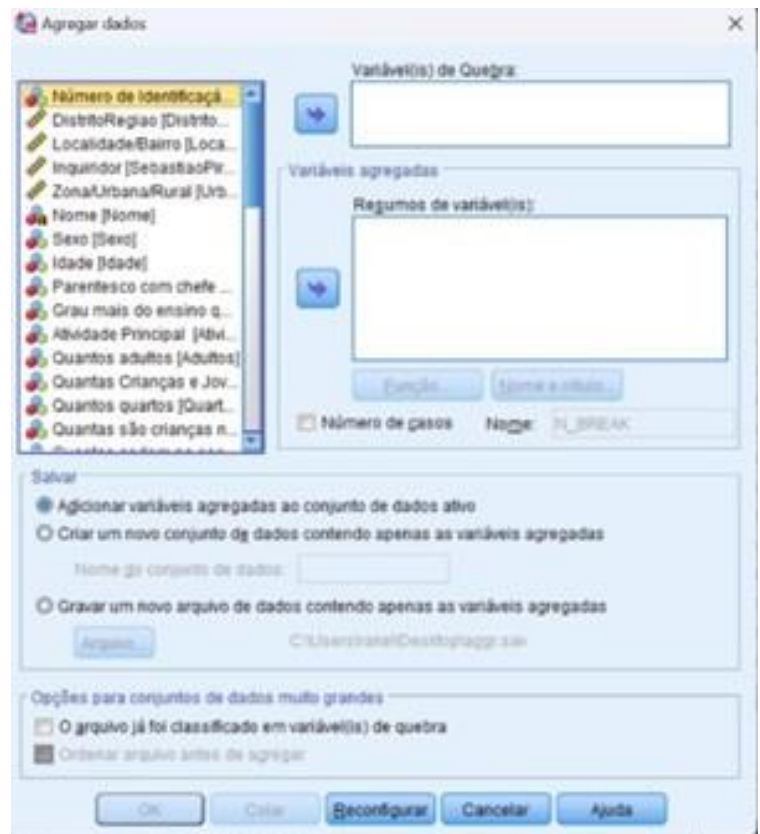 Agregar dados
Variável(is) de Quebra:
Número de Identificaçã...
DistritoRegiao [Distrito...
Localidade/Bairro [Loca...
Inquiridor [SebastiaoPir...
Zona/Urbana/Rural [Urb...
Nome [Nome]
Sexo [Sexo]
Idade [Idade]
Parentesco com chefe ...
Grau mais do ensino q...
Atividade Principal [Ativi...
Quantos adultos [Adultos]
Quantas Crianças e Jov...
Quantos quartos [Quart...
Quantas são crianças n...
Variáveis agregadas
Resumos de variável(is):
Função...
Nome e rótulo...
Número de casos
Nome:
N_BREAK
Salvar
Adicionar variáveis agregadas ao conjunto de dados ativo
Criar um novo conjunto de dados contendo apenas as variáveis agregadas
Nome do conjunto de dados:
Gravar um novo arquivo de dados contendo apenas as variáveis agregadas
Arquivo...
Opções para conjuntos de dados muito grandes
O arquivo já foi classificado em variável(is) de quebra
Ordenar arquivo antes de agregar
OK
Colar
Reconfigurar
Cancelar
Ajuda